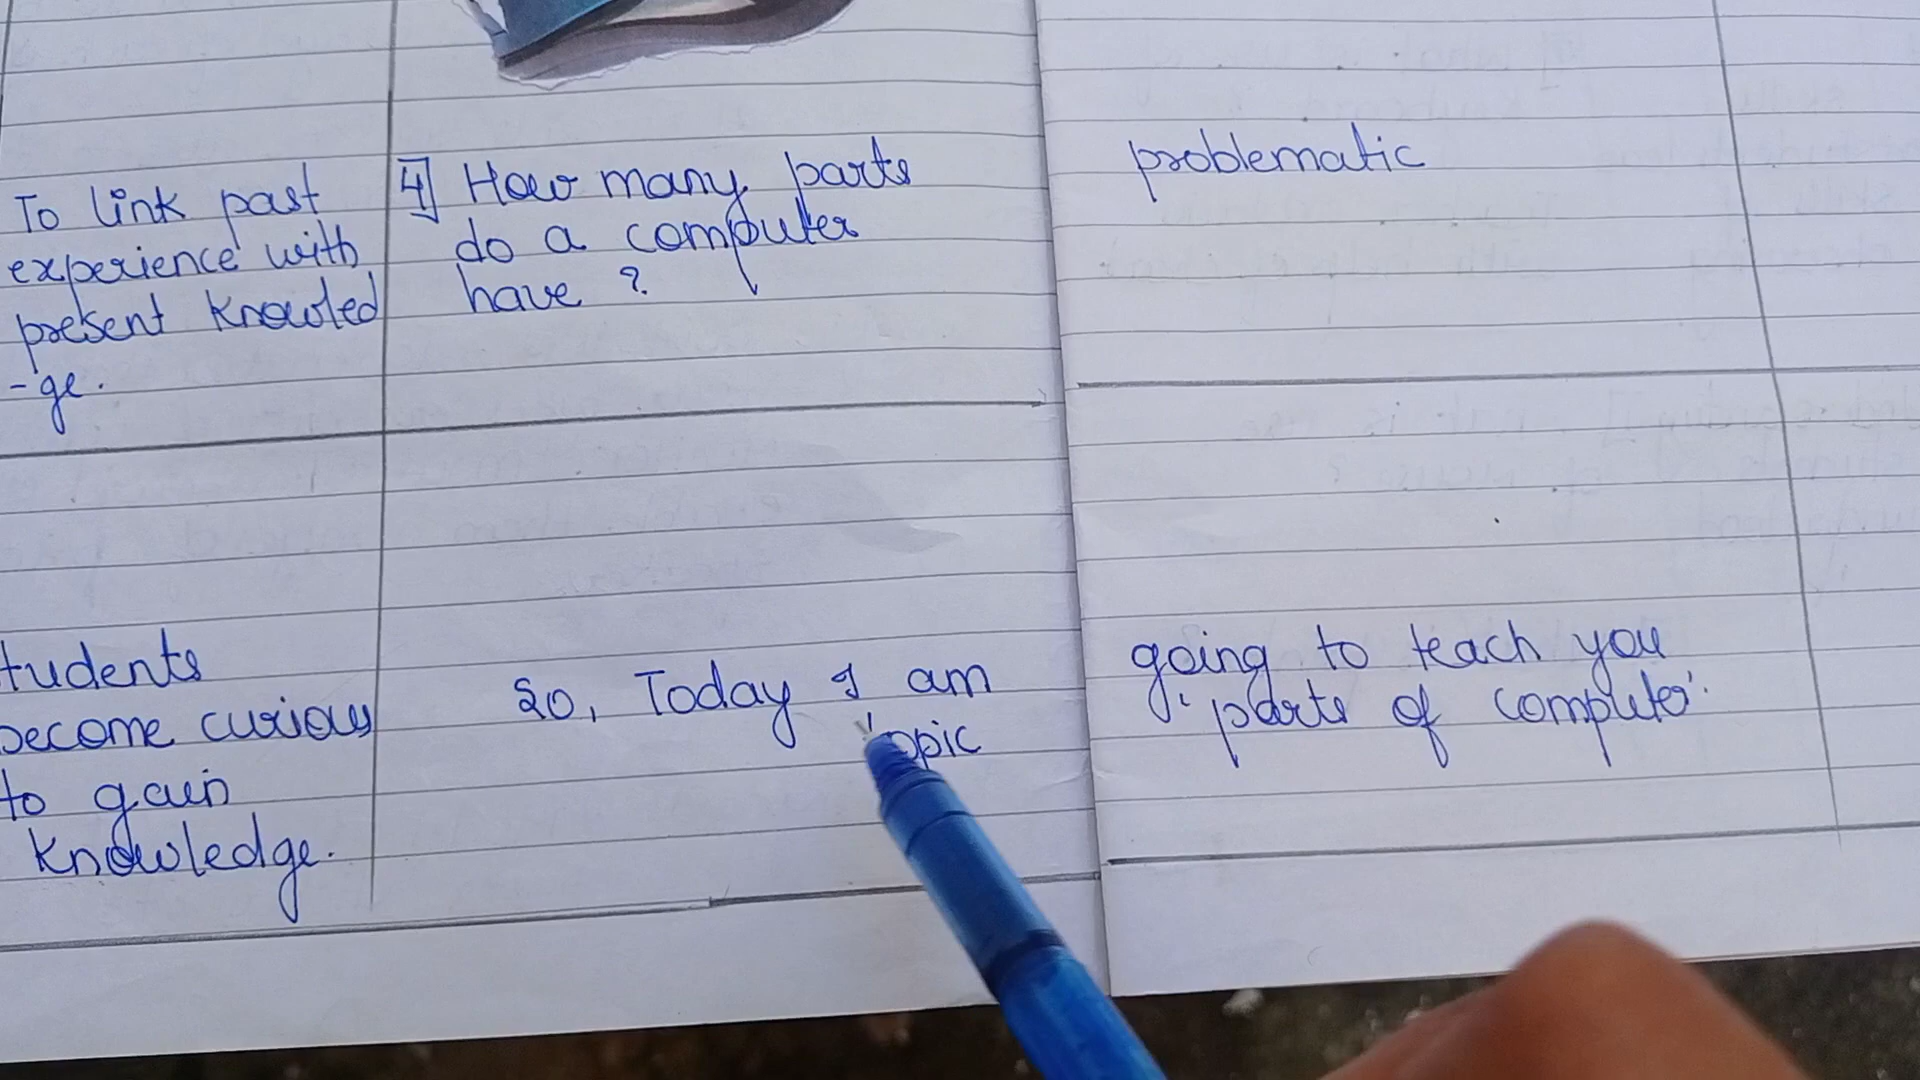 To link past
experience with
present knowled
-ge.
4] How many parts
do a computer
have ?
problematic
tudents
become curious
to gain
knowledge.
So, Today I am
going to teach you
topic
'parts of computer'.